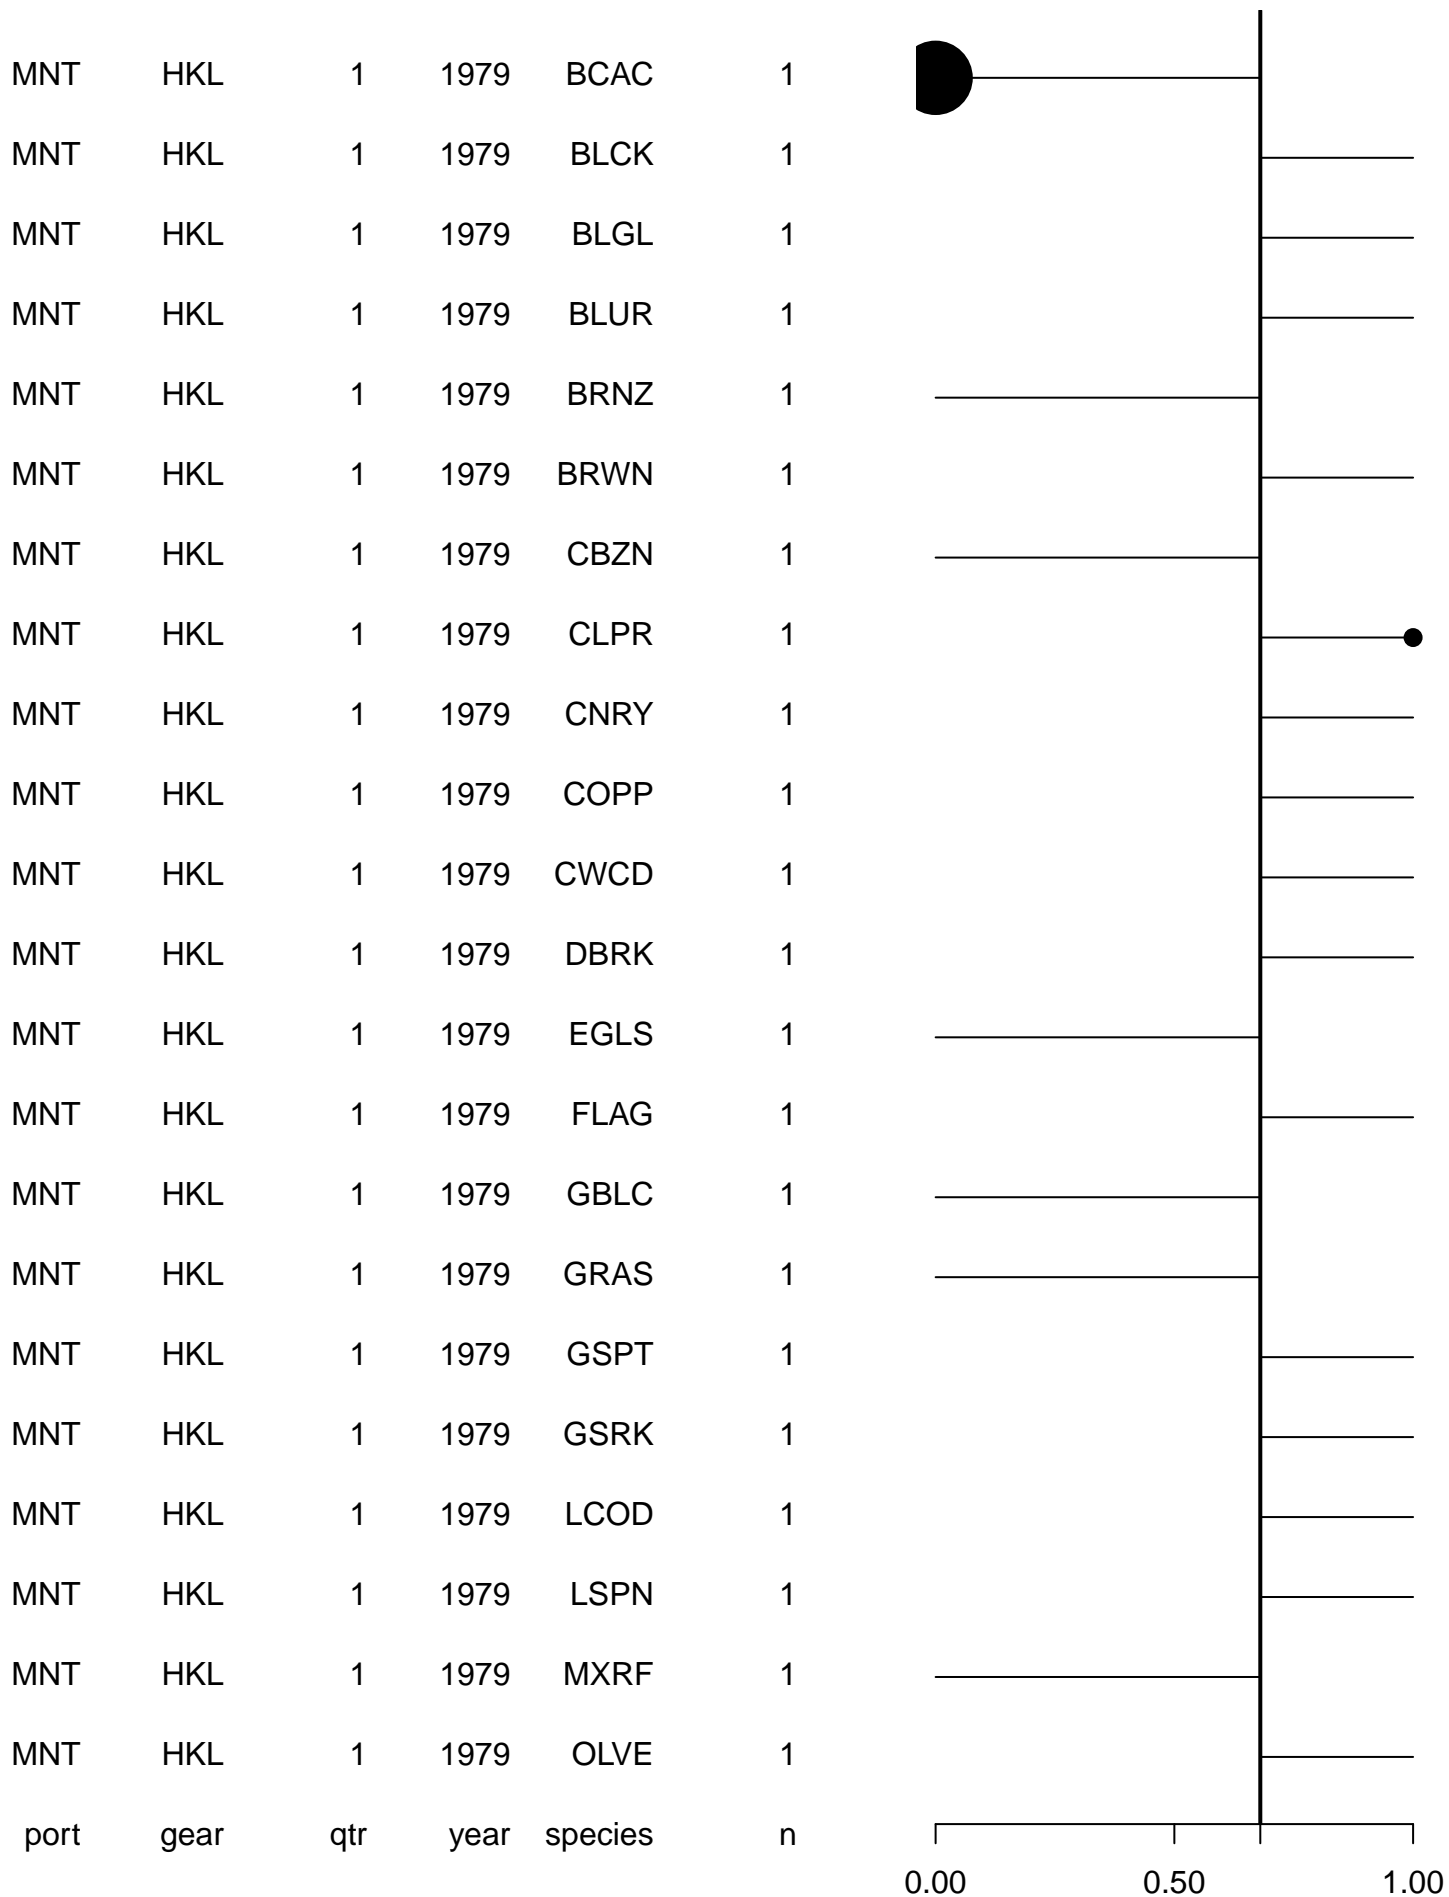 MNT HKL 1 1979 BCAC 1
MNT HKL 1 1979 BLCK 1
MNT HKL 1 1979 BLGL 1
MNT HKL 1 1979 BLUR 1
MNT HKL 1 1979 BRNZ 1
MNT HKL 1 1979 BRWN 1
MNT HKL 1 1979 CBZN 1
MNT HKL 1 1979 CLPR 1
MNT HKL 1 1979 CNRY 1
MNT HKL 1 1979 COPP 1
MNT HKL 1 1979 CWCD 1
MNT HKL 1 1979 DBRK 1
MNT HKL 1 1979 EGLS 1
MNT HKL 1 1979 FLAG 1
MNT HKL 1 1979 GBLC 1
MNT HKL 1 1979 GRAS 1
MNT HKL 1 1979 GSPT 1
MNT HKL 1 1979 GSRK 1
MNT HKL 1 1979 LCOD 1
MNT HKL 1 1979 LSPN 1
MNT HKL 1 1979 MXRF 1
MNT HKL 1 1979 OLVE 1
port gear qtr year species n
0.00 0.50 1.00